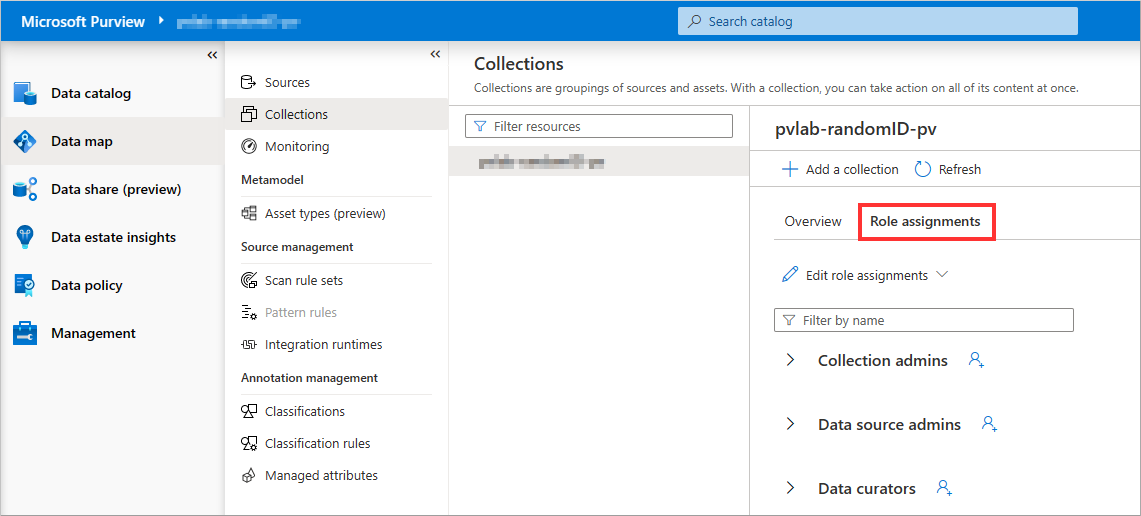 Microsoft Purview
Search catalog
Data catalog
Data map
Data share (preview)
Data estate insights
Data policy
Management
Sources
Collections
Monitoring
Metamodel
Asset types (preview)
Source management
Scan rule sets
Pattern rules
Integration runtimes
Annotation management
Classifications
Classification rules
Managed attributes
Collections
Collections are groupings of sources and assets. With a collection, you can take action on all of its content at once.
Filter resources
pvlab-randomID-pv
Add a collection
Refresh
Overview
Role assignments
Edit role assignments
Filter by name
Collection admins
Data source admins
Data curators